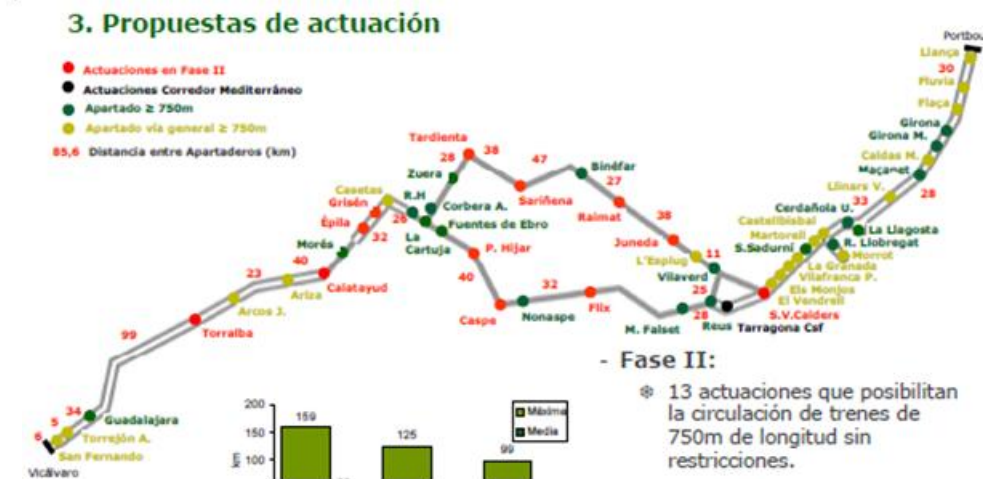 3. Propuestas de actuación
Actuaciones en Fase II
Actuaciones Corredor Mediterráneo
Apartado ≥ 750m
Apartado vía general ≥ 750m
85,6 Distancia entre Apartaderos (km)
Portbou
Llança
30
Fluvia
Flaça
Girona
Girona M.
Caldas M.
Maçanet
28
Llinars V.
33
Cerdañola U.
La Llagosta
Castellbisbal
Martorell
R. Llobregat
S.Sadurní
Morrot
La Granada
Vilafranca P.
Els Monjos
El Vendrell
S.V.Calders
Tarragona Csf
Tardienta
38
47
28
Binéfar
Zuera
27
Sariñena
Raimat
38
Juneda
11
L'Esplug
Vilaverd
25
28
Reus
M. Falset
Casetas
R.H
Corbera A.
Grisén
26
Fuentes de Ebro
Épila
32
La
Cartuja
P. Hijar
Morés
40
40
32
Flix
Caspe
Nonaspe
Calatayud
23
Ariza
Arcos J.
99
Torralba
34
Guadalajara
5
Torrejón A.
6
San Fernando
Vicálvaro
- Fase II:
13 actuaciones que posibilitan
la circulación de trenes de
750m de longitud sin
restricciones.
200
159
Máxima
Media
150
125
km
100
99